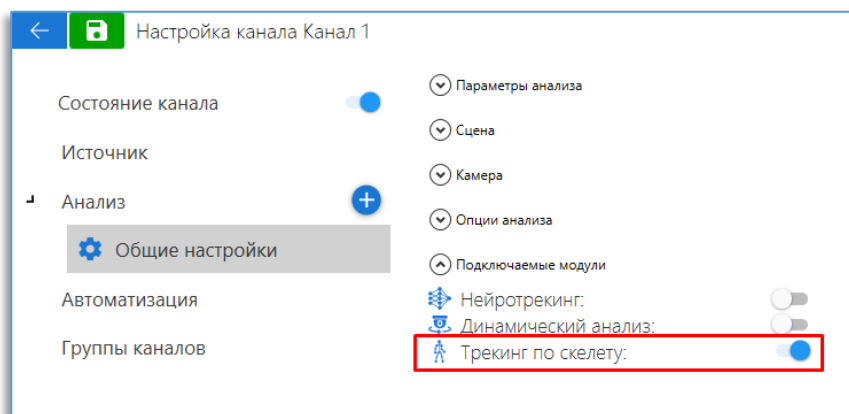 Настройка канала Канал 1
Состояние канала
Источник
Анализ
Общие настройки
Автоматизация
Группы каналов
Параметры анализа
Сцена
Камера
Опции анализа
Подключаемые модули
Нейротрекинг:
Динамический анализ:
Трекинг по скелету: